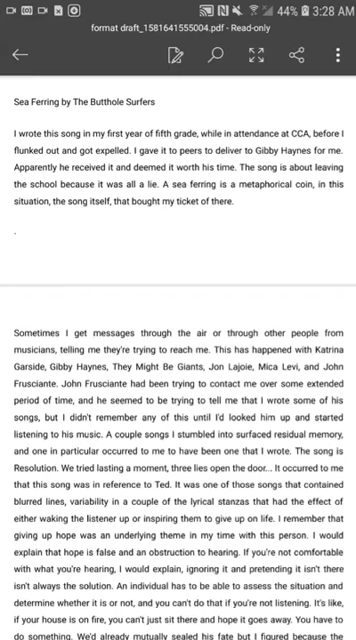 44% 3:28 AM
format draft_1581641555004.pdf - Read-only
Sea Ferring by The Butthole Surfers
I wrote this song in my first year of fifth grade, while in attendance at CCA, before I
flunked out and got expelled. I gave it to peers to deliver to Gibby Haynes for me.
Apparently he received it and deemed it worth his time. The song is about leaving
the school because it was all a lie. A sea ferring is a metaphorical coin, in this
situation, the song itself, that bought my ticket of there.
.
Sometimes I get messages through the air or through other people from
musicians, telling me they're trying to reach me. This has happened with Katrina
Garside, Gibby Haynes, They Might Be Giants, Jon Lajoie, Mica Levi, and John
Frusciante. John Frusciante had been trying to contact me over some extended
period of time, and he seemed to be trying to tell me that I wrote some of his
songs, but I didn't remember any of this until I'd looked him up and started
listening to his music. A couple songs I stumbled into surfaced residual memory,
and one in particular occurred to me to have been one that I wrote. The song is
Resolution. We tried lasting a moment, three lies open the door... It occurred to me
that this song was in reference to Ted. It was one of those songs that contained
blurred lines, variability in a couple of the lyrical stanzas that had the effect of
either waking the listener up or inspiring them to give up on life. I remember that
giving up hope was an underlying theme in my time with this person. I would
explain that hope is false and an obstruction to hearing. If you're not comfortable
with what you're hearing, I would explain, ignoring it and pretending it isn't there
isn't always the solution. An individual has to be able to assess the situation and
determine whether it is or not, and you can't do that if you're not listening. It's like,
if your house is on fire, you can't just sit there and hope it goes away. You have to
do something. We'd already mutually sealed his fate but I figured because the